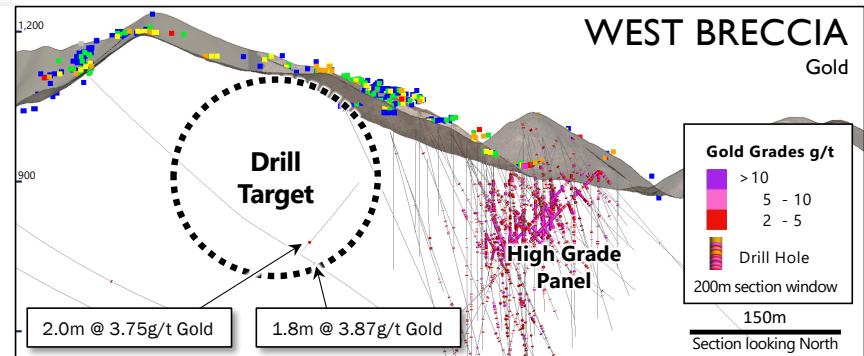 WEST BRECCIA
Gold
1,200
900
Drill
Target
High Grade
Panel
2.0m @ 3.75g/t Gold
1.8m @ 3.87g/t Gold
Gold Grades g/t
>10
5 - 10
2 - 5
Drill Hole
200m section window
150m
Section looking North